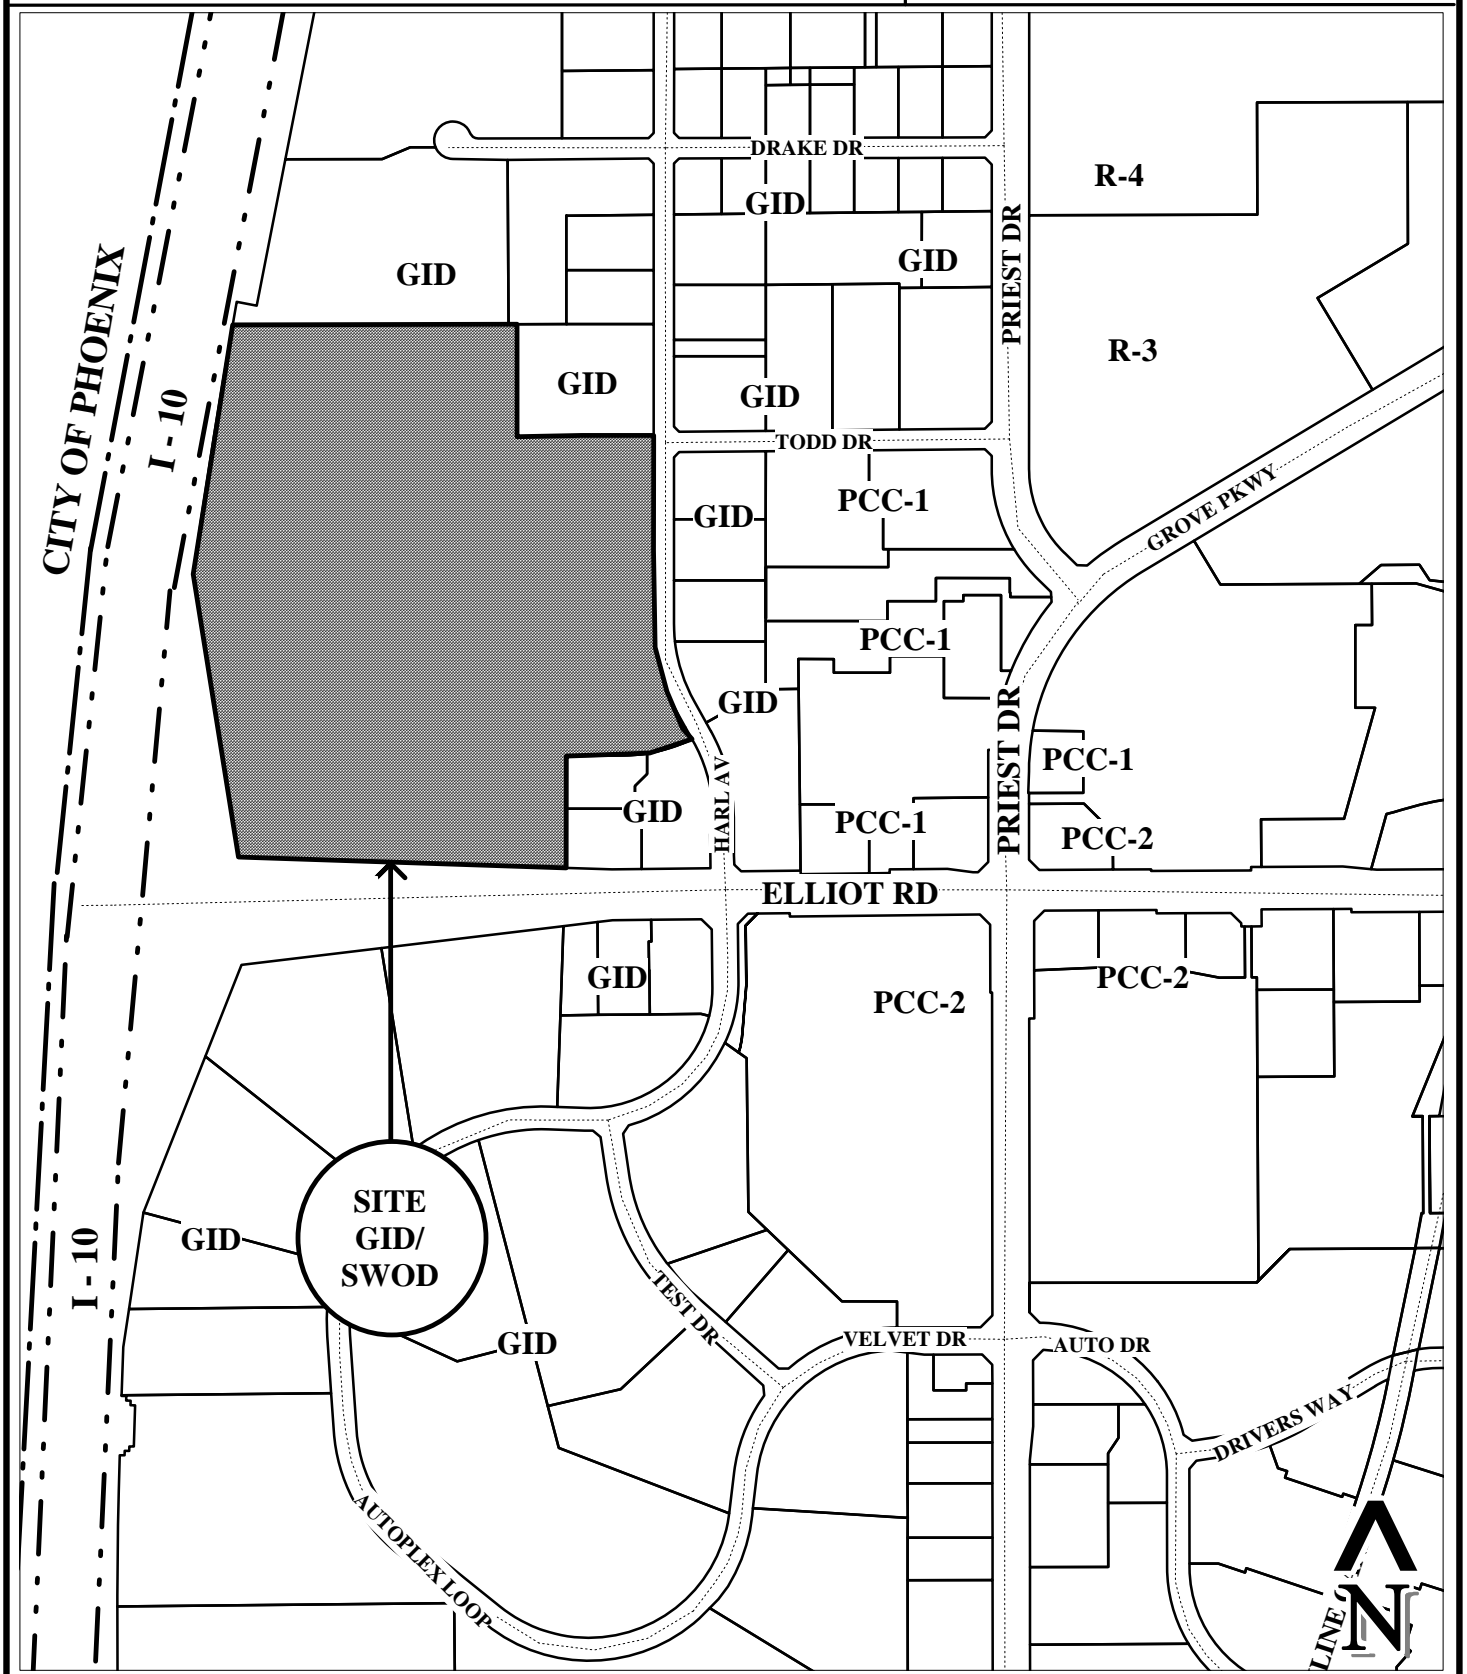 DRAKE DR
R-4
GID
PRIEST DR
GID
GID
CITY OF PHOENIX
R-3
I - 10
GID
GID
TODD DR
PCC-1
GID
GROVE PKWY
PCC-1
GID
PRIEST DR
PCC-1
HARL AV
GID
PCC-1
PCC-2
ELLIOT RD
GID
PCC-2
PCC-2
SITE
GID/
SWOD
GID
I - 10
TEST DR
GID
VELVET DR
AUTO DR
DRIVERS WAY
AUTOPLEX LOOP
LINE
N